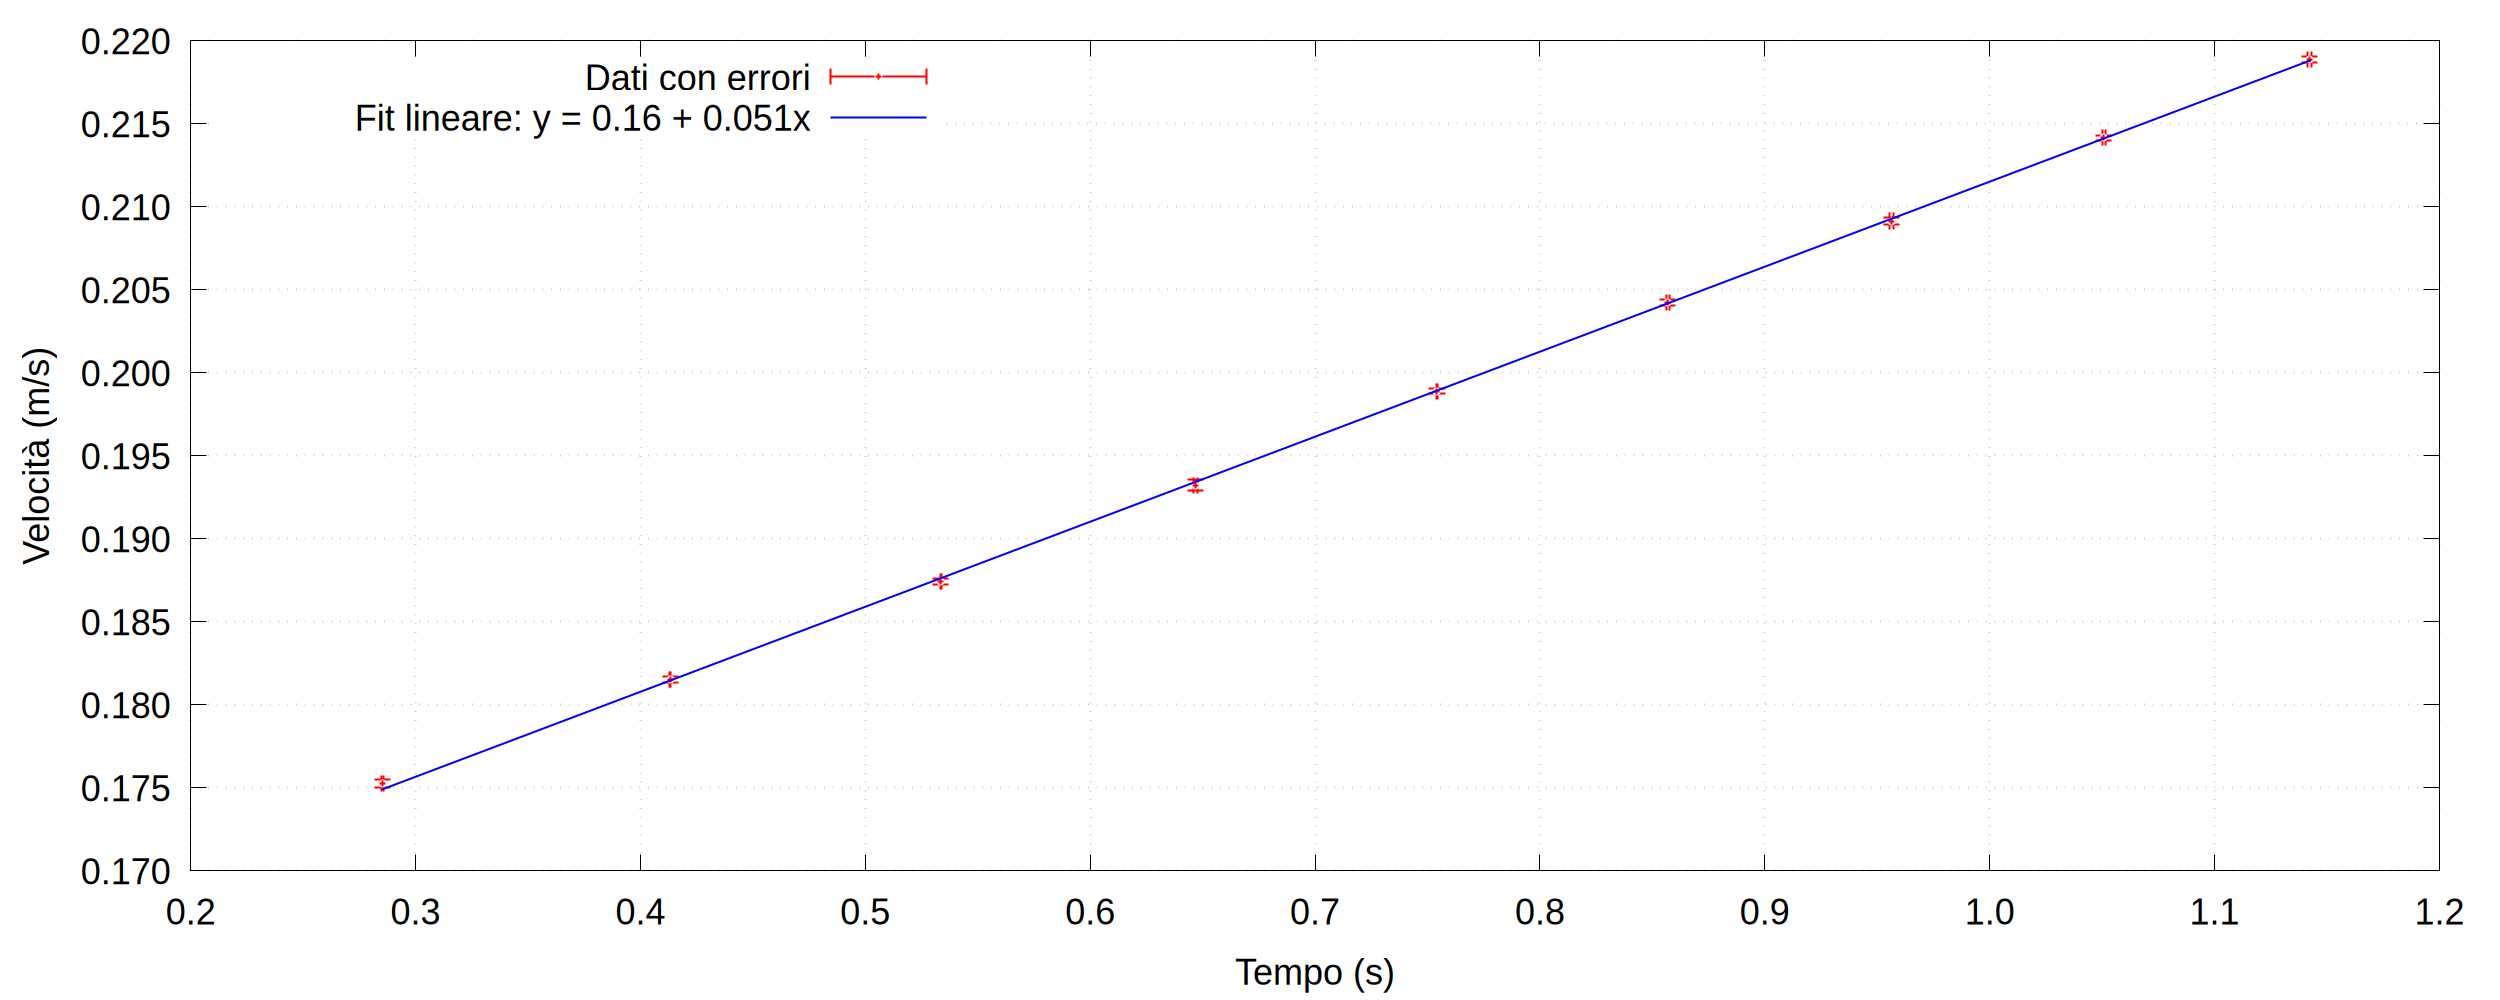 0.220
0.215
0.210
0.205
0.200
0.195
0.190
0.185
0.180
0.175
0.170
Velocità (m/s)
Dati con errori
Fit lineare: y = 0.16 + 0.051x
0.2 0.3 0.4 0.5 0.6 0.7 0.8 0.9 1.0 1.1 1.2
Tempo (s)